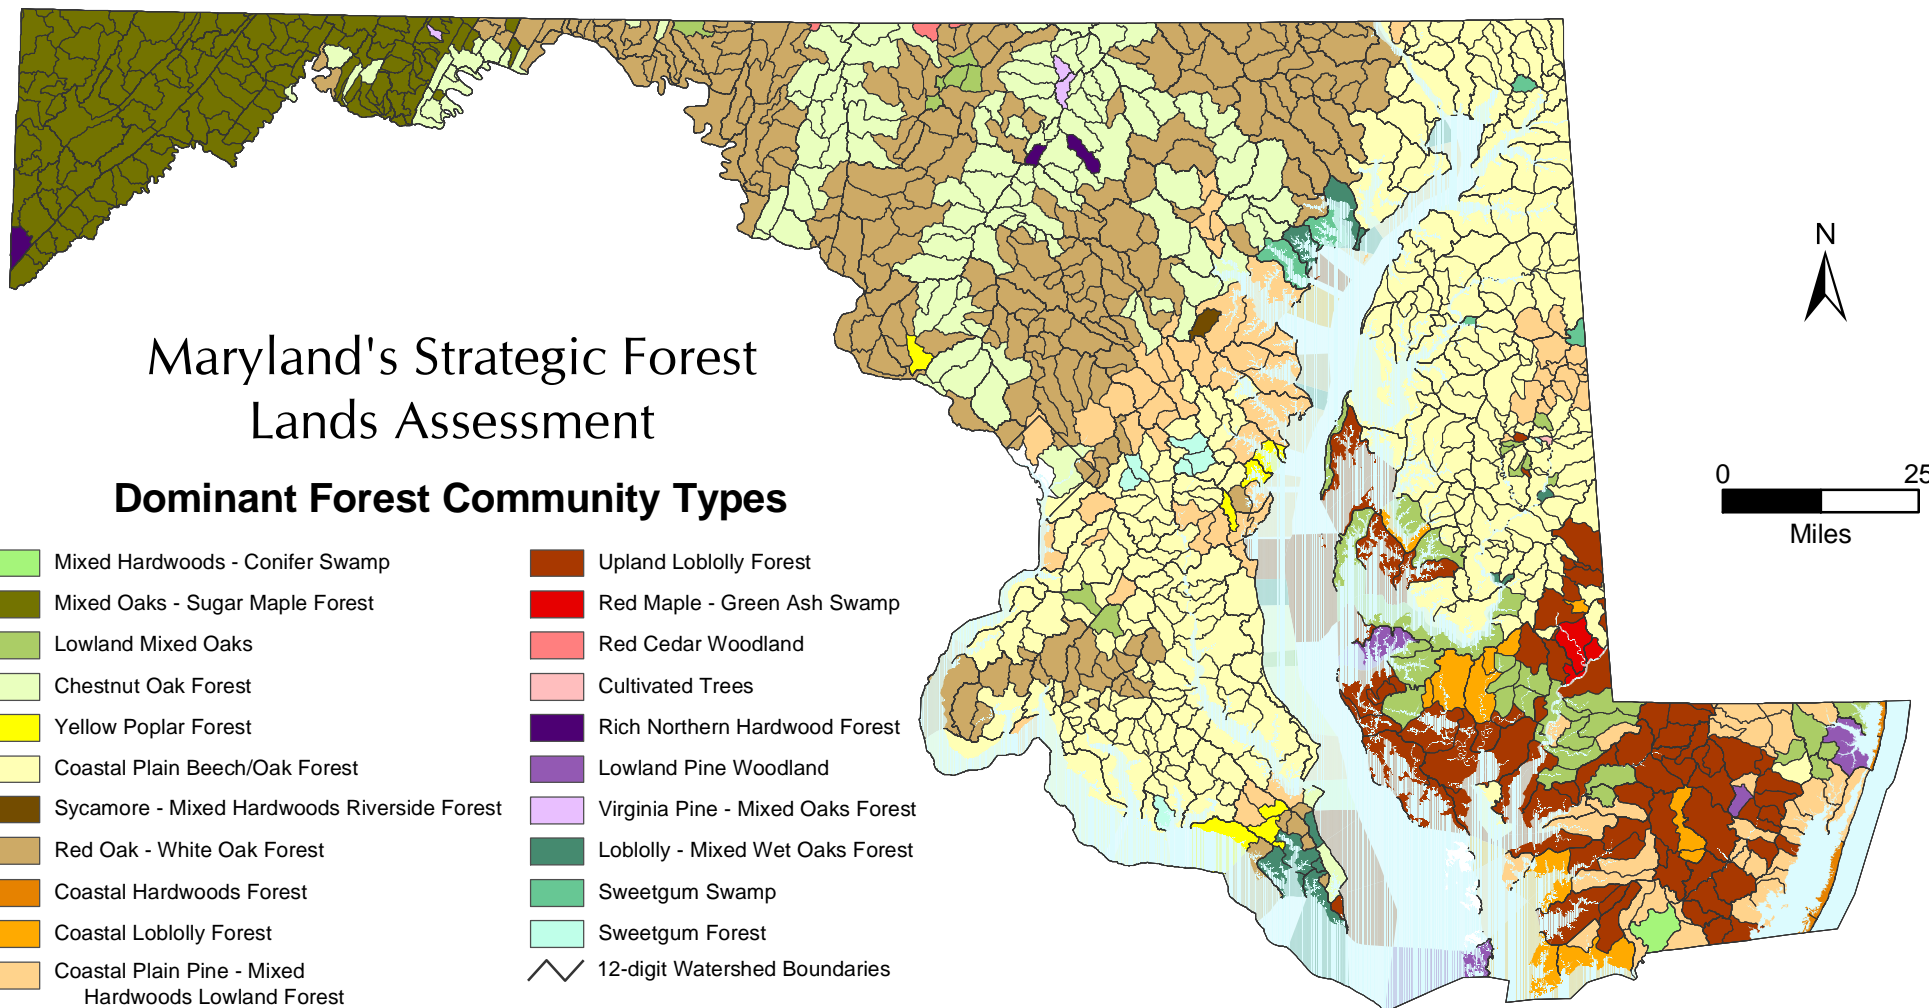 Maryland's Strategic Forest
Lands Assessment
Dominant Forest Community Types
Mixed Hardwoods - Conifer Swamp
Mixed Oaks - Sugar Maple Forest
Lowland Mixed Oaks
Chestnut Oak Forest
Yellow Poplar Forest
Coastal Plain Beech/Oak Forest
Sycamore - Mixed Hardwoods Riverside Forest
Red Oak - White Oak Forest
Coastal Hardwoods Forest
Coastal Loblolly Forest
Coastal Plain Pine - Mixed
Hardwoods Lowland Forest
Upland Loblolly Forest
Red Maple - Green Ash Swamp
Red Cedar Woodland
Cultivated Trees
Rich Northern Hardwood Forest
Lowland Pine Woodland
Virginia Pine - Mixed Oaks Forest
Loblolly - Mixed Wet Oaks Forest
Sweetgum Swamp
Sweetgum Forest
12-digit Watershed Boundaries
N
0 25
Miles